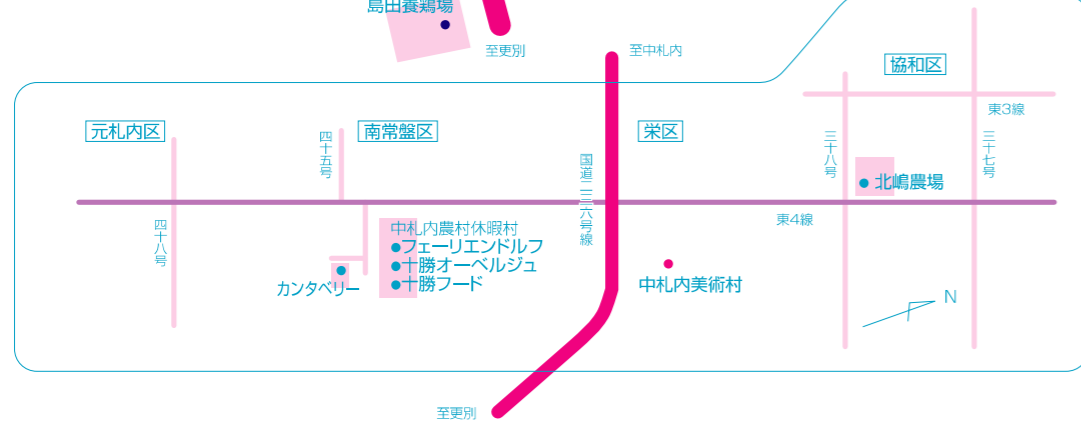 島田養鶏場
至更別
至中札内
協和区
東3線
元札内区
四十五号
南常盤区
栄区
国道二三六号線
三十八号
三十七号
北嶋農場
東4線
四十八号
中札内農村休暇村
●フェーリエンドルフ
●十勝オーベルジュ
●十勝フード
カンタベリー
中札内美術村
N
至更別